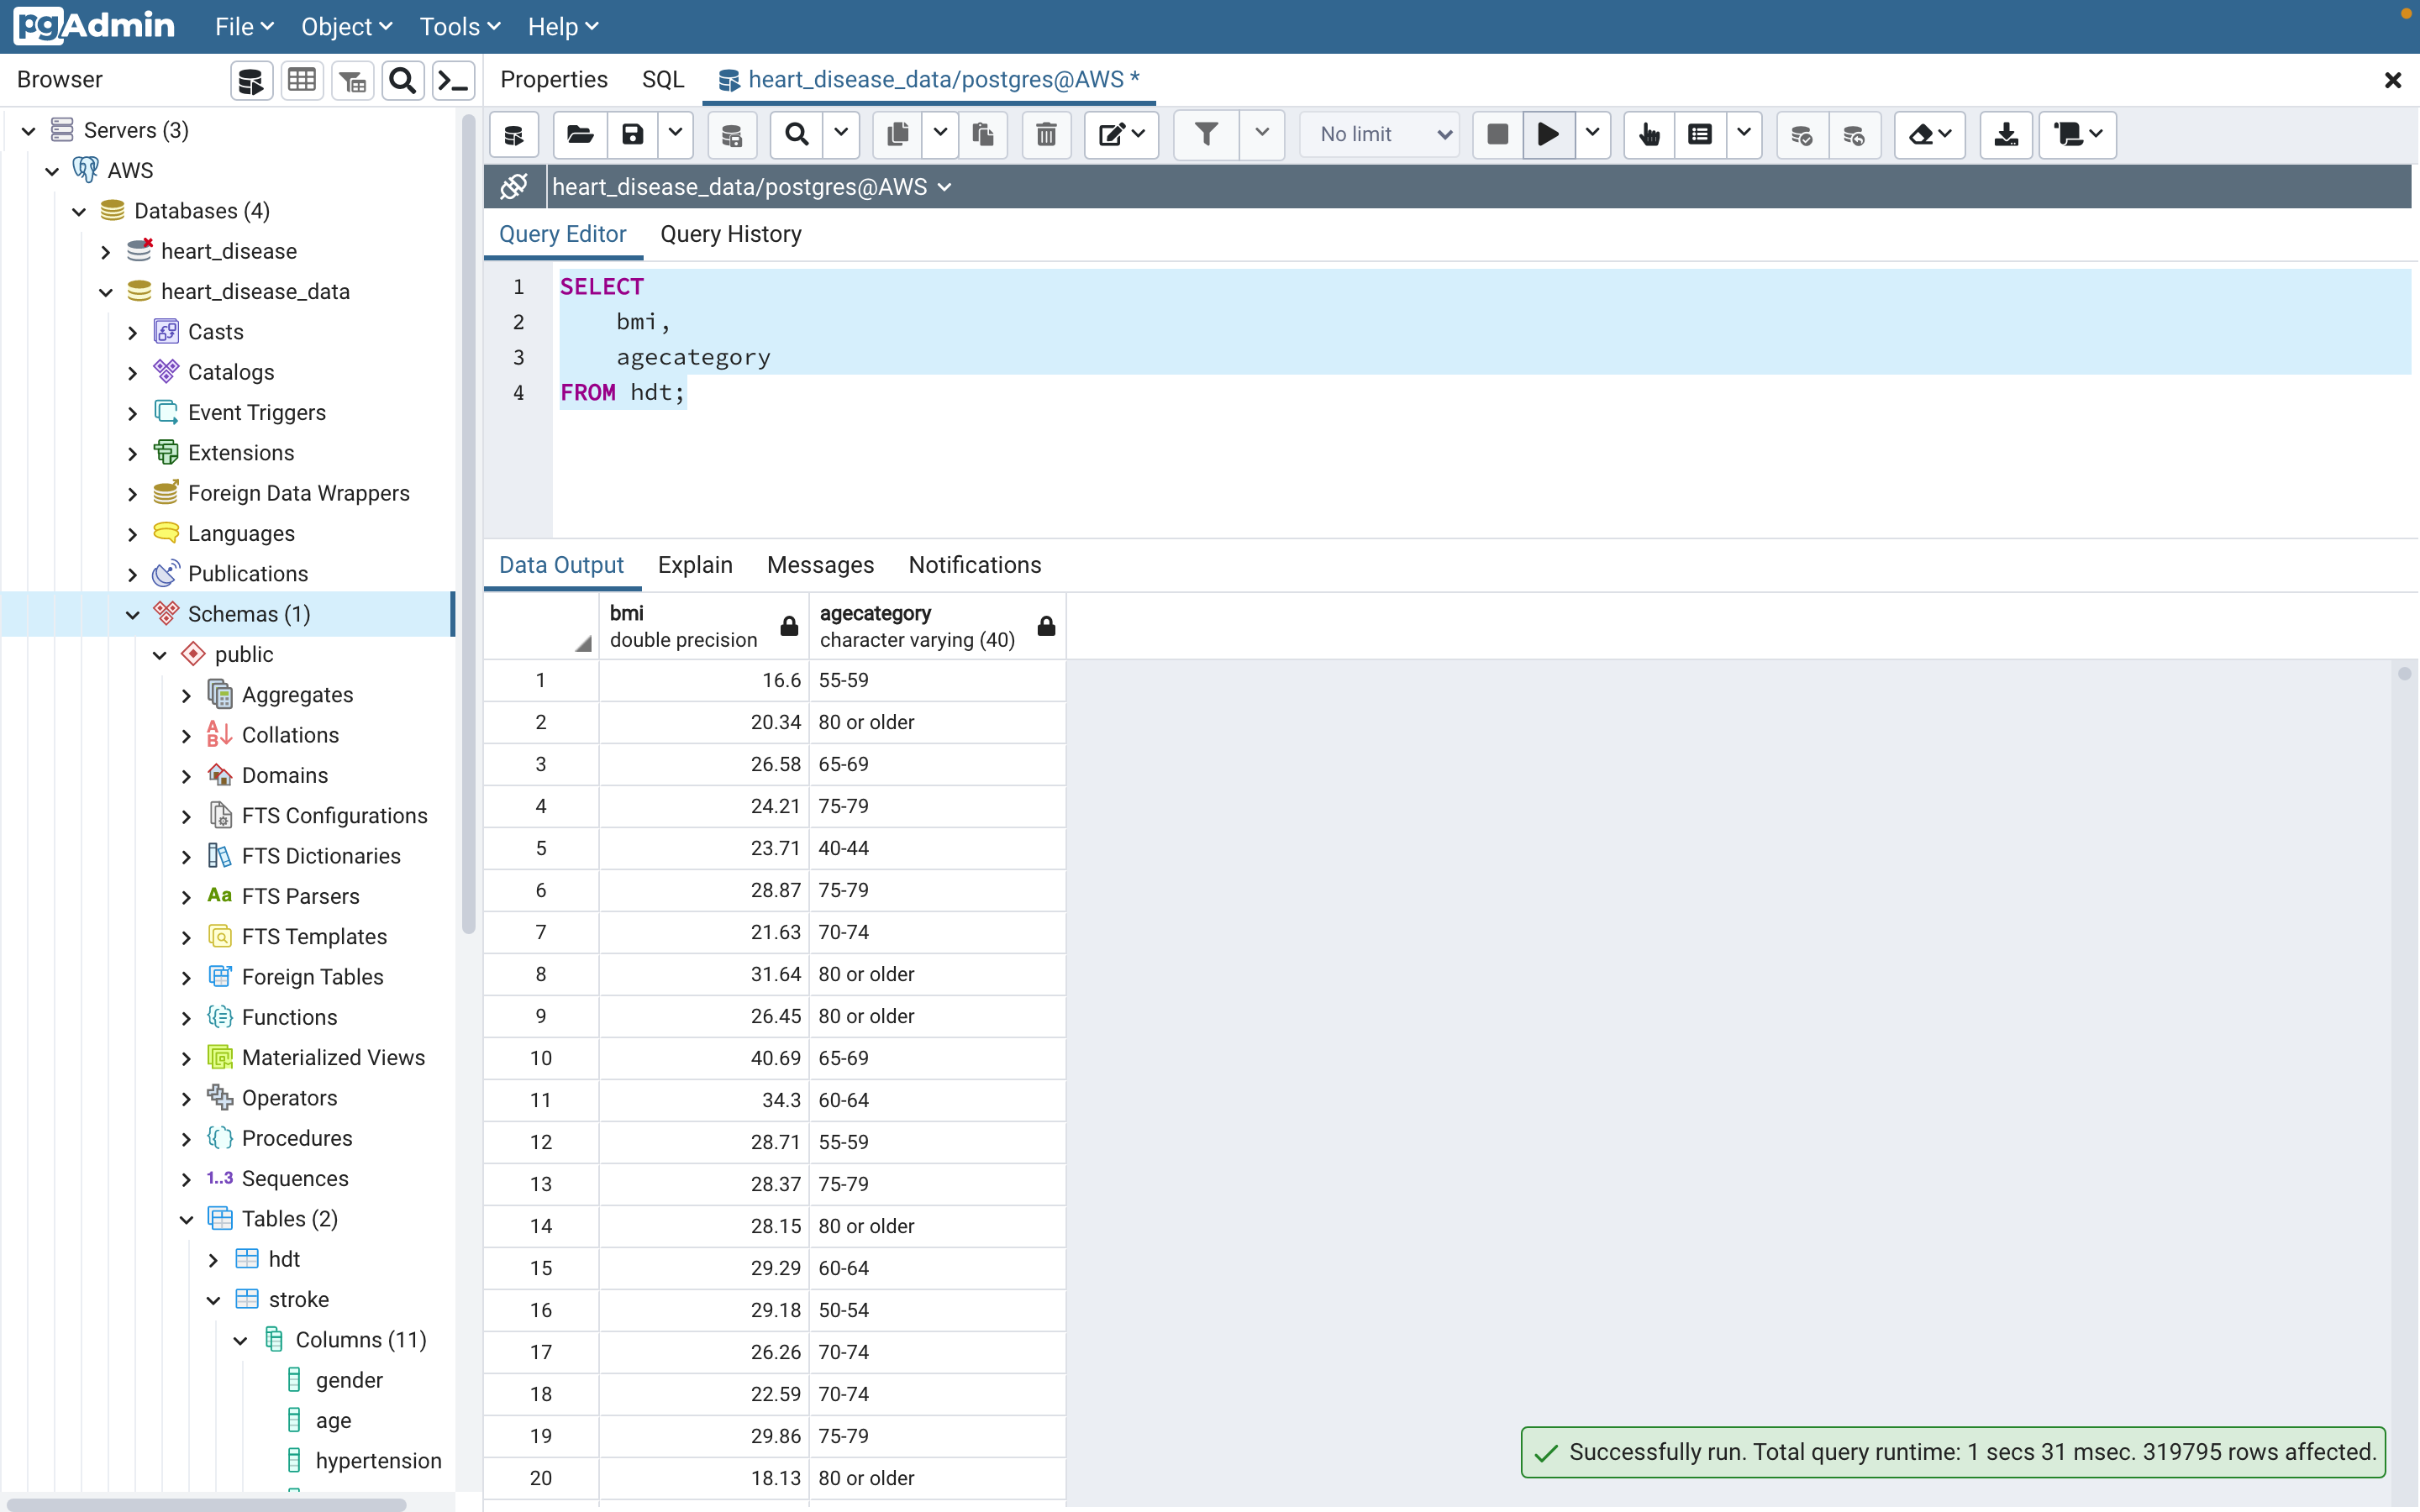 pgAdmin File Object Tools Help
Browser
Properties SQL heart_disease_data/postgres@AWS *
No limit
heart_disease_data/postgres@AWS
Query Editor Query History
Servers (3)
AWS
Databases (4)
heart_disease
heart_disease_data
Casts
Catalogs
Event Triggers
Extensions
Foreign Data Wrappers
Languages
Publications
Schemas (1)
public
Aggregates
Collations
Domains
FTS Configurations
FTS Dictionaries
Aa FTS Parsers
FTS Templates
Foreign Tables
Functions
Materialized Views
Operators
Procedures
1..3 Sequences
Tables (2)
hdt
stroke
Columns (11)
gender
age
hypertension
1 SELECT
2 bmi,
3 agecategory
4 FROM hdt;
Data Output Explain Messages Notifications
bmi agecategory
double precision character varying (40)
1 16.6 55-59
2 20.34 80 or older
3 26.58 65-69
4 24.21 75-79
5 23.71 40-44
6 28.87 75-79
7 21.63 70-74
8 31.64 80 or older
9 26.45 80 or older
10 40.69 65-69
11 34.3 60-64
12 28.71 55-59
13 28.37 75-79
14 28.15 80 or older
15 29.29 60-64
16 29.18 50-54
17 26.26 70-74
18 22.59 70-74
19 29.86 75-79
20 18.13 80 or older
Successfully run. Total query runtime: 1 secs 31 msec. 319795 rows affected.